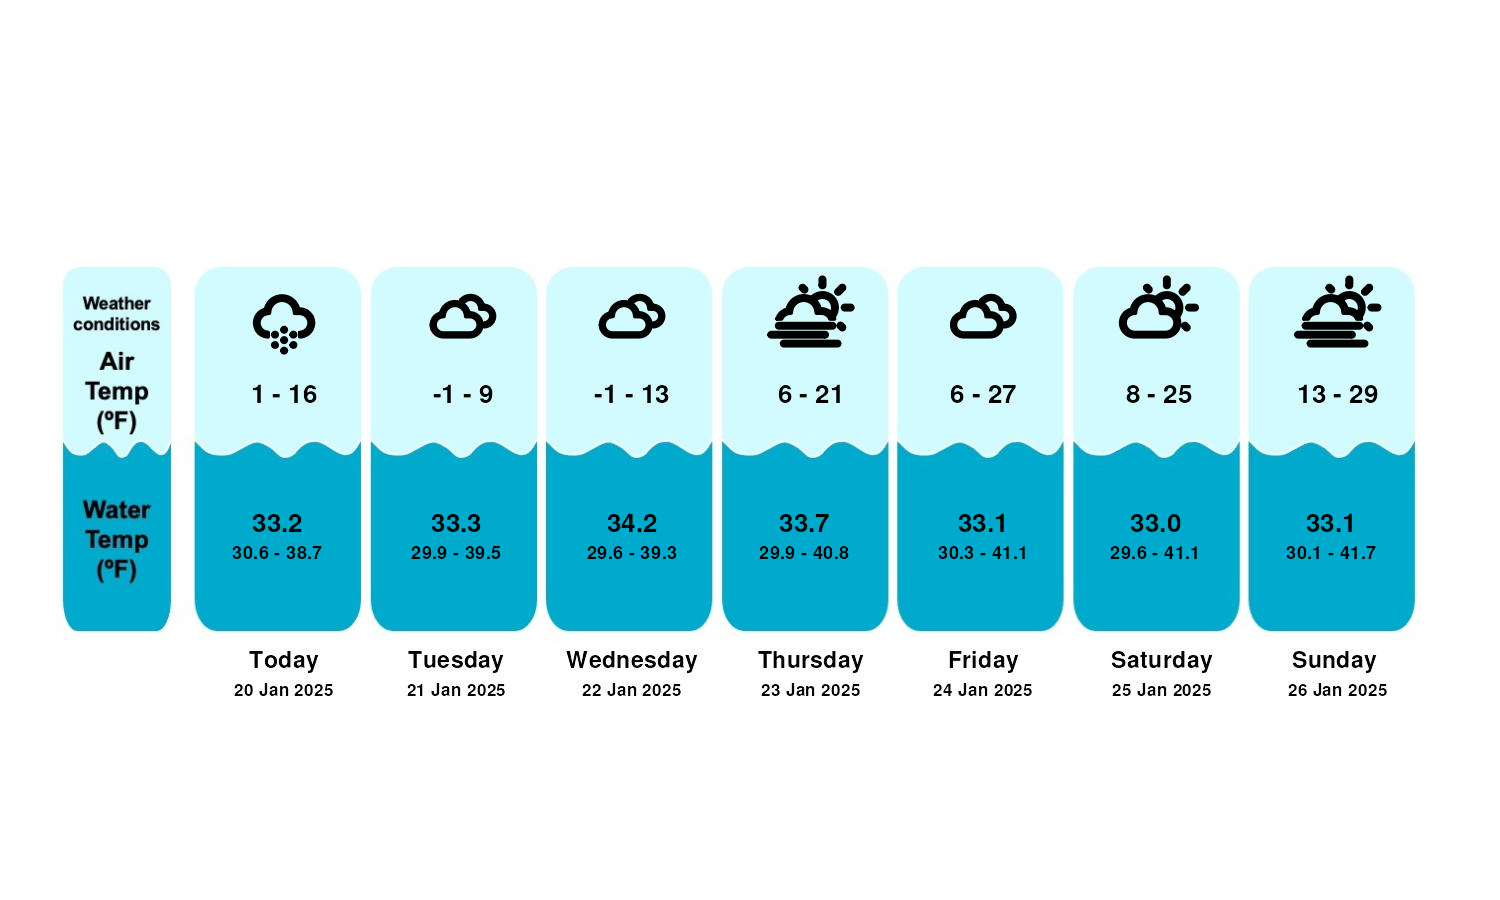 Weather
conditions
Air
Temp
(ºF)
Water
Temp
(ºF)
1 - 16
33.2
30.6 - 38.7
Today
20 Jan 2025
-1 - 9
33.3
29.9 - 39.5
Tuesday
21 Jan 2025
-1 - 13
34.2
29.6 - 39.3
Wednesday
22 Jan 2025
6 - 21
33.7
29.9 - 40.8
Thursday
23 Jan 2025
6 - 27
33.1
30.3 - 41.1
Friday
24 Jan 2025
8 - 25
33.0
29.6 - 41.1
Saturday
25 Jan 2025
13 - 29
33.1
30.1 - 41.7
Sunday
26 Jan 2025